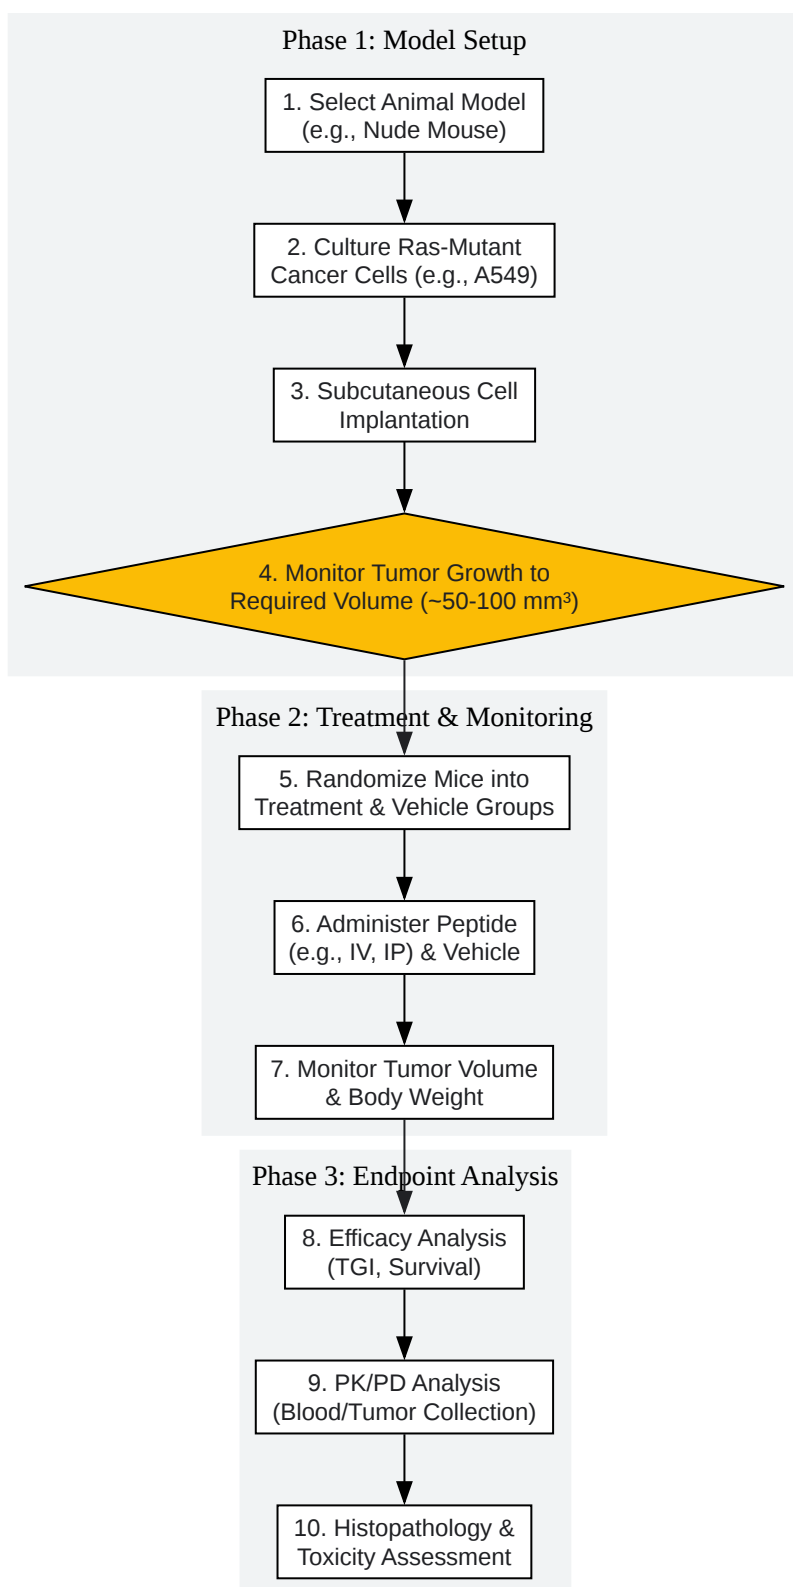 Phase 1: Model Setup
1. Select Animal Model
(e.g., Nude Mouse)
2. Culture Ras-Mutant
Cancer Cells (e.g., A549)
3. Subcutaneous Cell
Implantation
4. Monitor Tumor Growth to
Required Volume (~50-100 mm³)
Phase 2: Treatment & Monitoring
5. Randomize Mice into
Treatment & Vehicle Groups
6. Administer Peptide
(e.g., IV, IP) & Vehicle
7. Monitor Tumor Volume
& Body Weight
Phase 3: Endpoint Analysis
8. Efficacy Analysis
(TGI, Survival)
9. PK/PD Analysis
(Blood/Tumor Collection)
10. Histopathology &
Toxicity Assessment